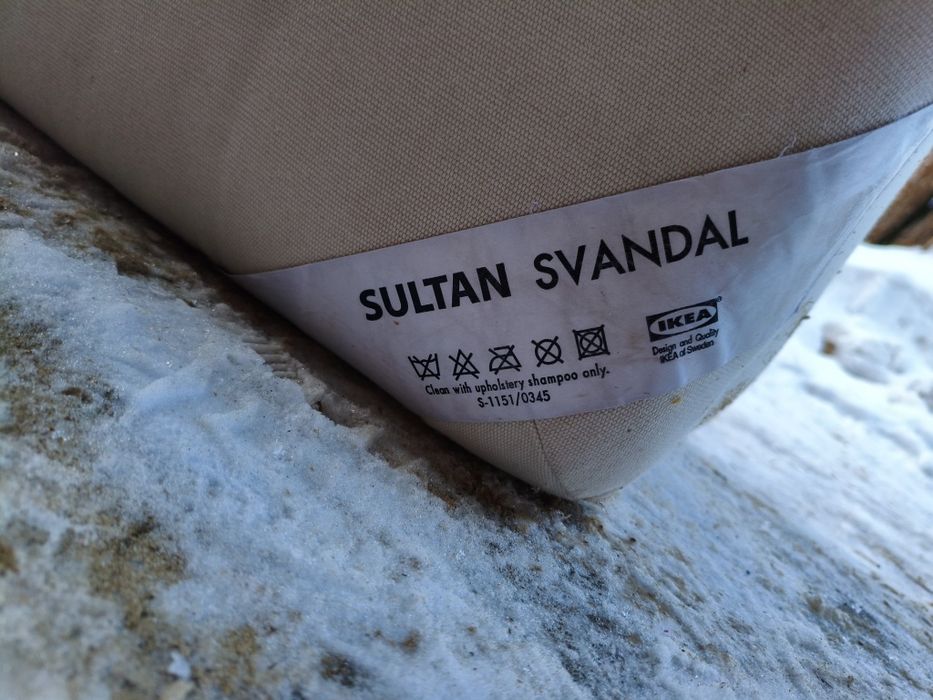 SULTAN SVANDAL
Clean with upholstery shampoo only.
S-1151/0345
IKEA®
Design and Quality
IKEA of Sweden